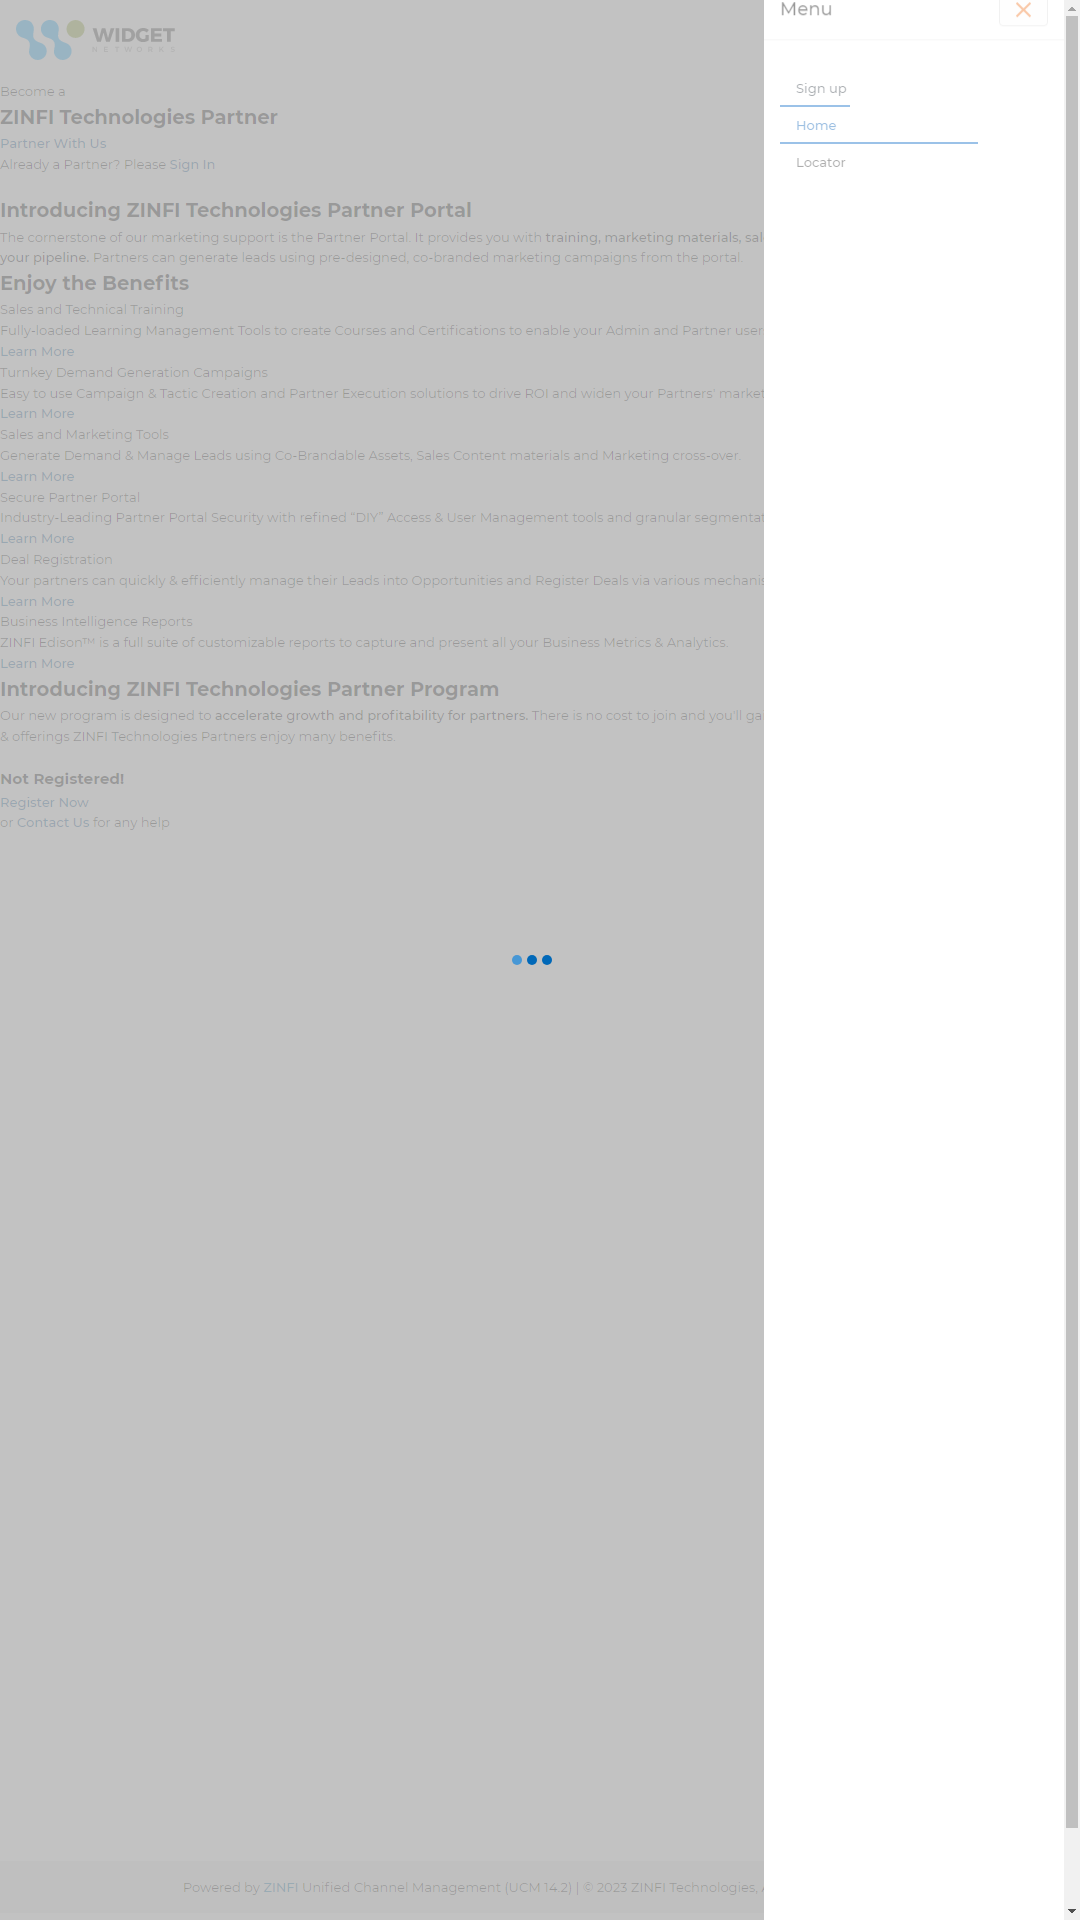 WIDGET
NETWORKS
Menu
Sign up
Home
Locator
Become a
ZINFI Technologies Partner
Partner With Us
Already a Partner? Please Sign In
Introducing ZINFI Technologies Partner Portal
The cornerstone of our marketing support is the Partner Portal. It provides you with training, marketing materials,
your pipeline. Partners can generate leads using pre-designed, co-branded marketing campaigns from the portal.
Enjoy the Benefits
Sales and Technical Training
Fully-loaded Learning Management Tools to create Courses and Certifications to enable your Admin and Partner
Learn More
Turnkey Demand Generation Campaigns
Easy to use Campaign & Tactic Creation and Partner Execution solutions to drive ROI and widen your Partners' market
Learn More
Sales and Marketing Tools
Generate Demand & Manage Leads using Co-Brandable Assets, Sales Content materials and Marketing cross-over.
Learn More
Secure Partner Portal
Industry-Leading Partner Portal Security with refined “DIY” Access & User Management tools and granular
Learn More
Deal Registration
Your partners can quickly & efficiently manage their Leads into Opportunities and Register Deals via various
Learn More
Business Intelligence Reports
ZINFI Edison™ is a full suite of customizable reports to capture and present all your Business Metrics & Analytics.
Learn More
Introducing ZINFI Technologies Partner Program
Our new program is designed to accelerate growth and profitability for partners. There is no cost to join and you'll
& offerings ZINFI Technologies Partners enjoy many benefits.
Not Registered!
Register Now
or Contact Us for any help
Powered by ZINFI Unified Channel Management (UCM 14.2) | © 2023 ZINFI Technologies,